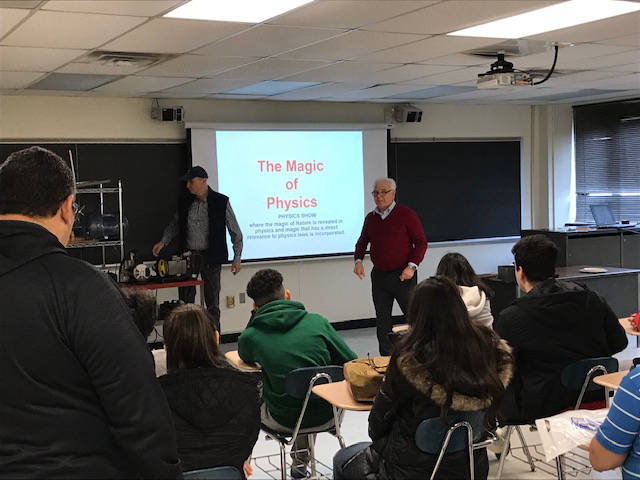 The Magic
of
Physics
PHYSICS SHOW
where the magic of Nature is revealed in
physics and magic that has a direct
relevance to physics laws is incorporated.